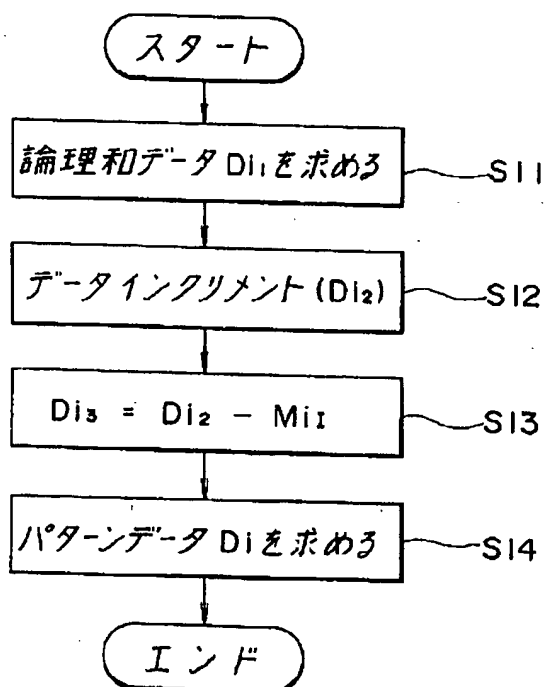 スタート
論理和データ Di₁を求める S11
データインクリメント(Di₂) S12
Di₃ = Di₂ - MiI S13
パターンデータ Diを求める S14
エンド